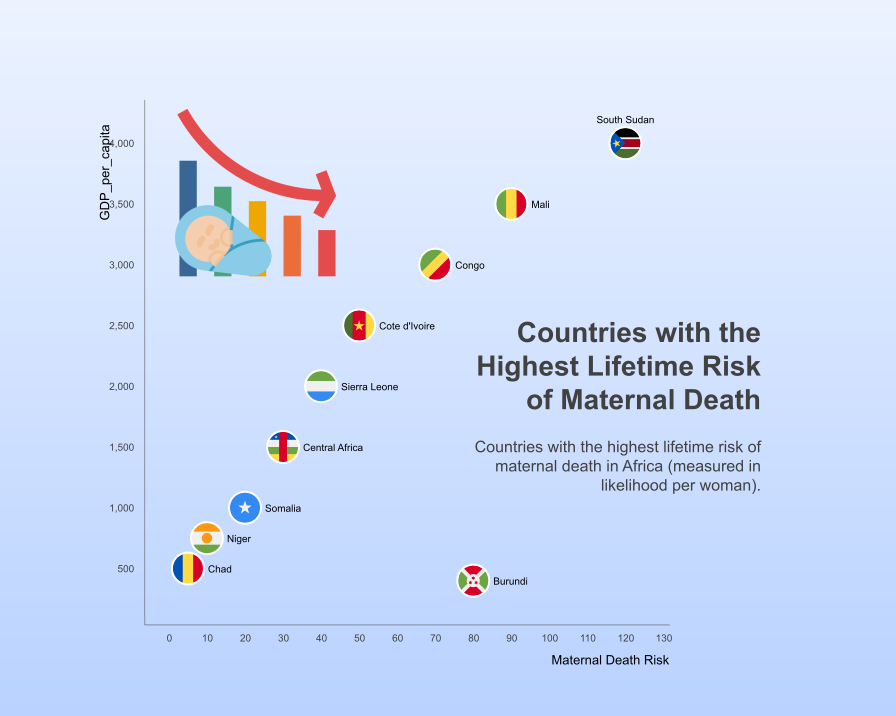 South Sudan
GDP_per_capita
4,000
3,500
Mali
3,000
Congo
2,500
Cote d'Ivoire
Countries with the
Highest Lifetime Risk
of Maternal Death
2,000
Sierra Leone
1,500
Central Africa
Countries with the highest lifetime risk of
maternal death in Africa (measured in
likelihood per woman).
1,000
Somalia
Niger
500
Chad
Burundi
0 10 20 30 40 50 60 70 80 90 100 110 120 130
Maternal Death Risk